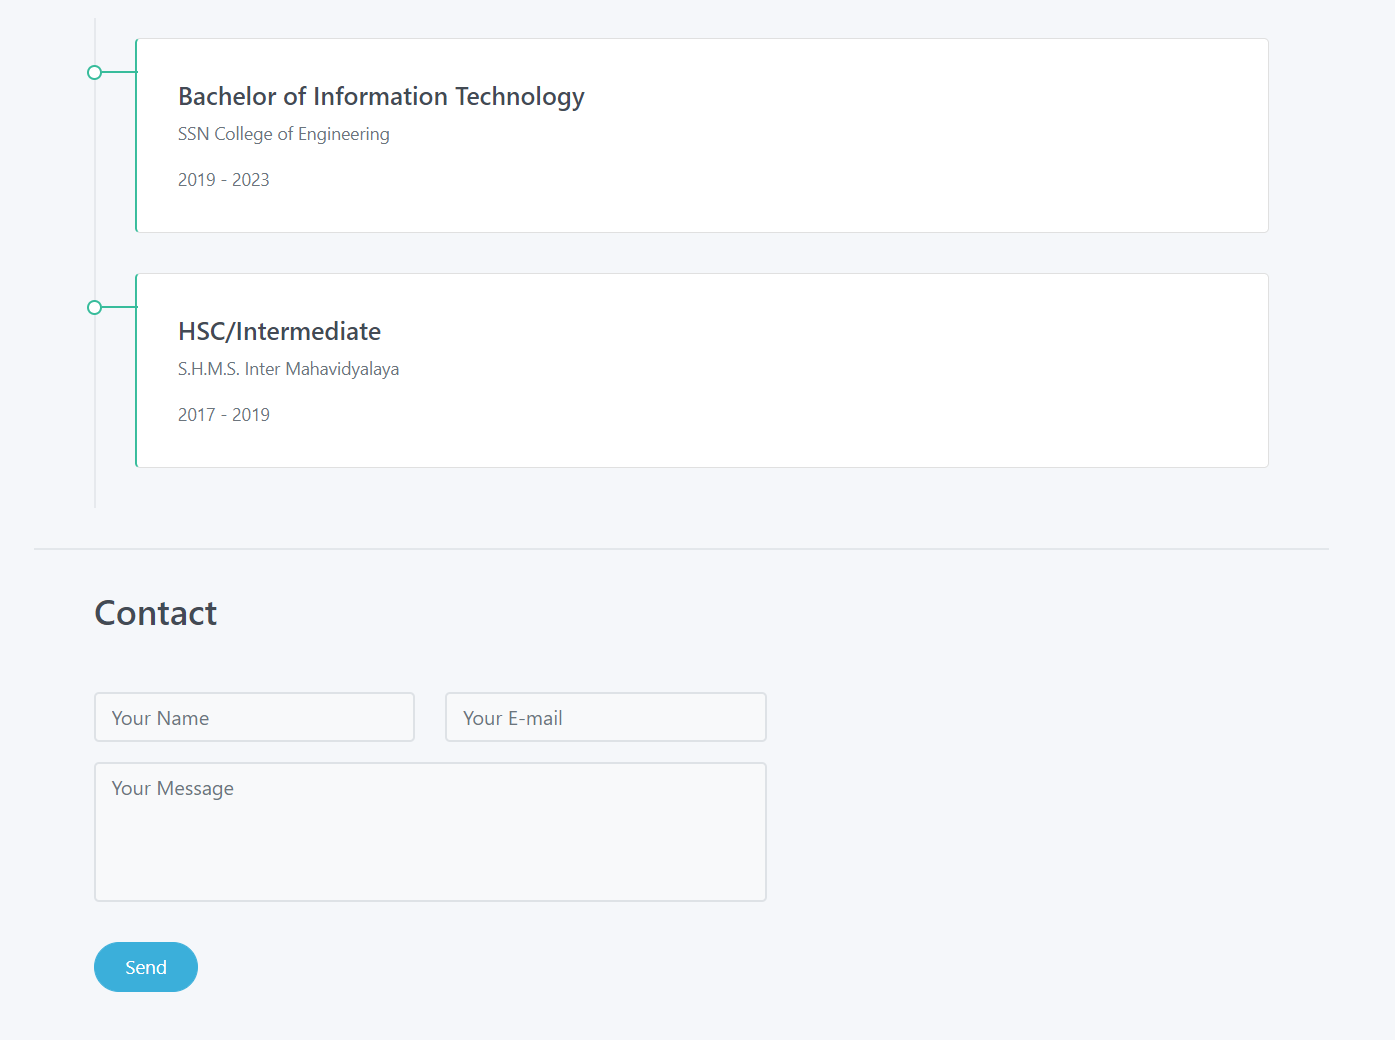 Bachelor of Information Technology
SSN College of Engineering
2019 - 2023
HSC/Intermediate
S.H.M.S. Inter Mahavidyalaya
2017 - 2019
Contact
Your Name
Your E-mail
Your Message
Send